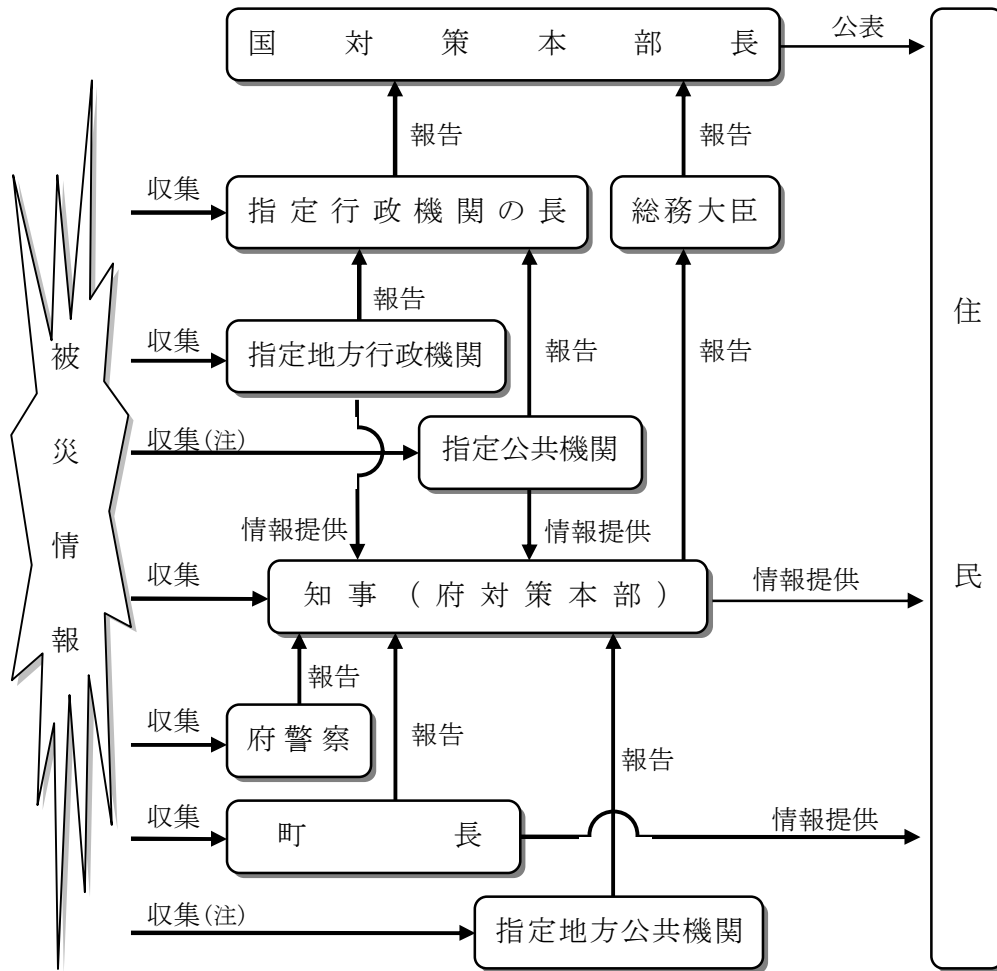 国対策本部長
公表
報告
報告
収集
指定行政機関の長
総務大臣
報告
収集
指定地方行政機関
報告
報告
収集(注)
指定公共機関
情報提供
情報提供
収集
知事(府対策本部)
情報提供
報告
収集
府警察
報告
報告
収集
町長
情報提供
収集(注)
指定地方公共機関
被災情報
住民